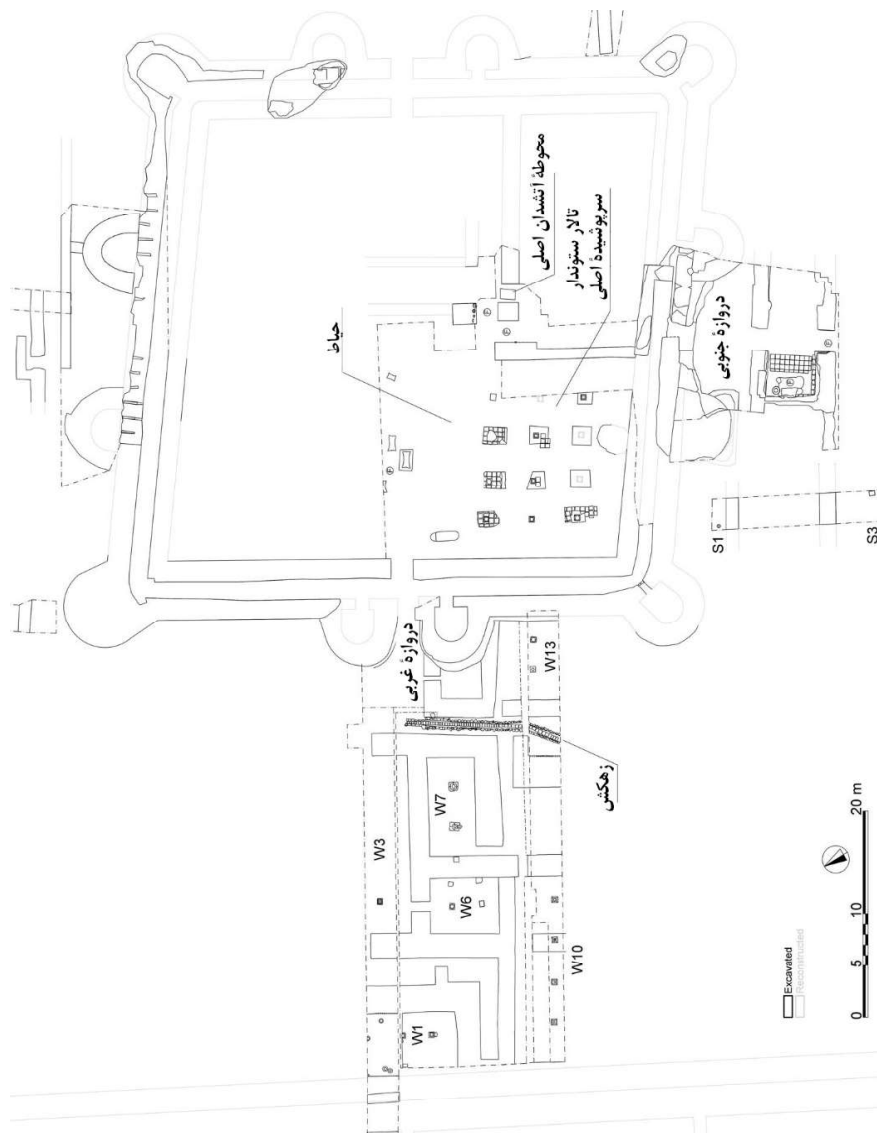 محوطهٔ آتشدان اصلی
تالار ستوندار
سرپوشیدهٔ اصلی
حیاط
دروازهٔ جنوبی
S1
S3
دروازهٔ غربی
W13
زهکشی
W7
W3
W6
W10
W1
Excavated
Reconstructed
0 5 10 20 m